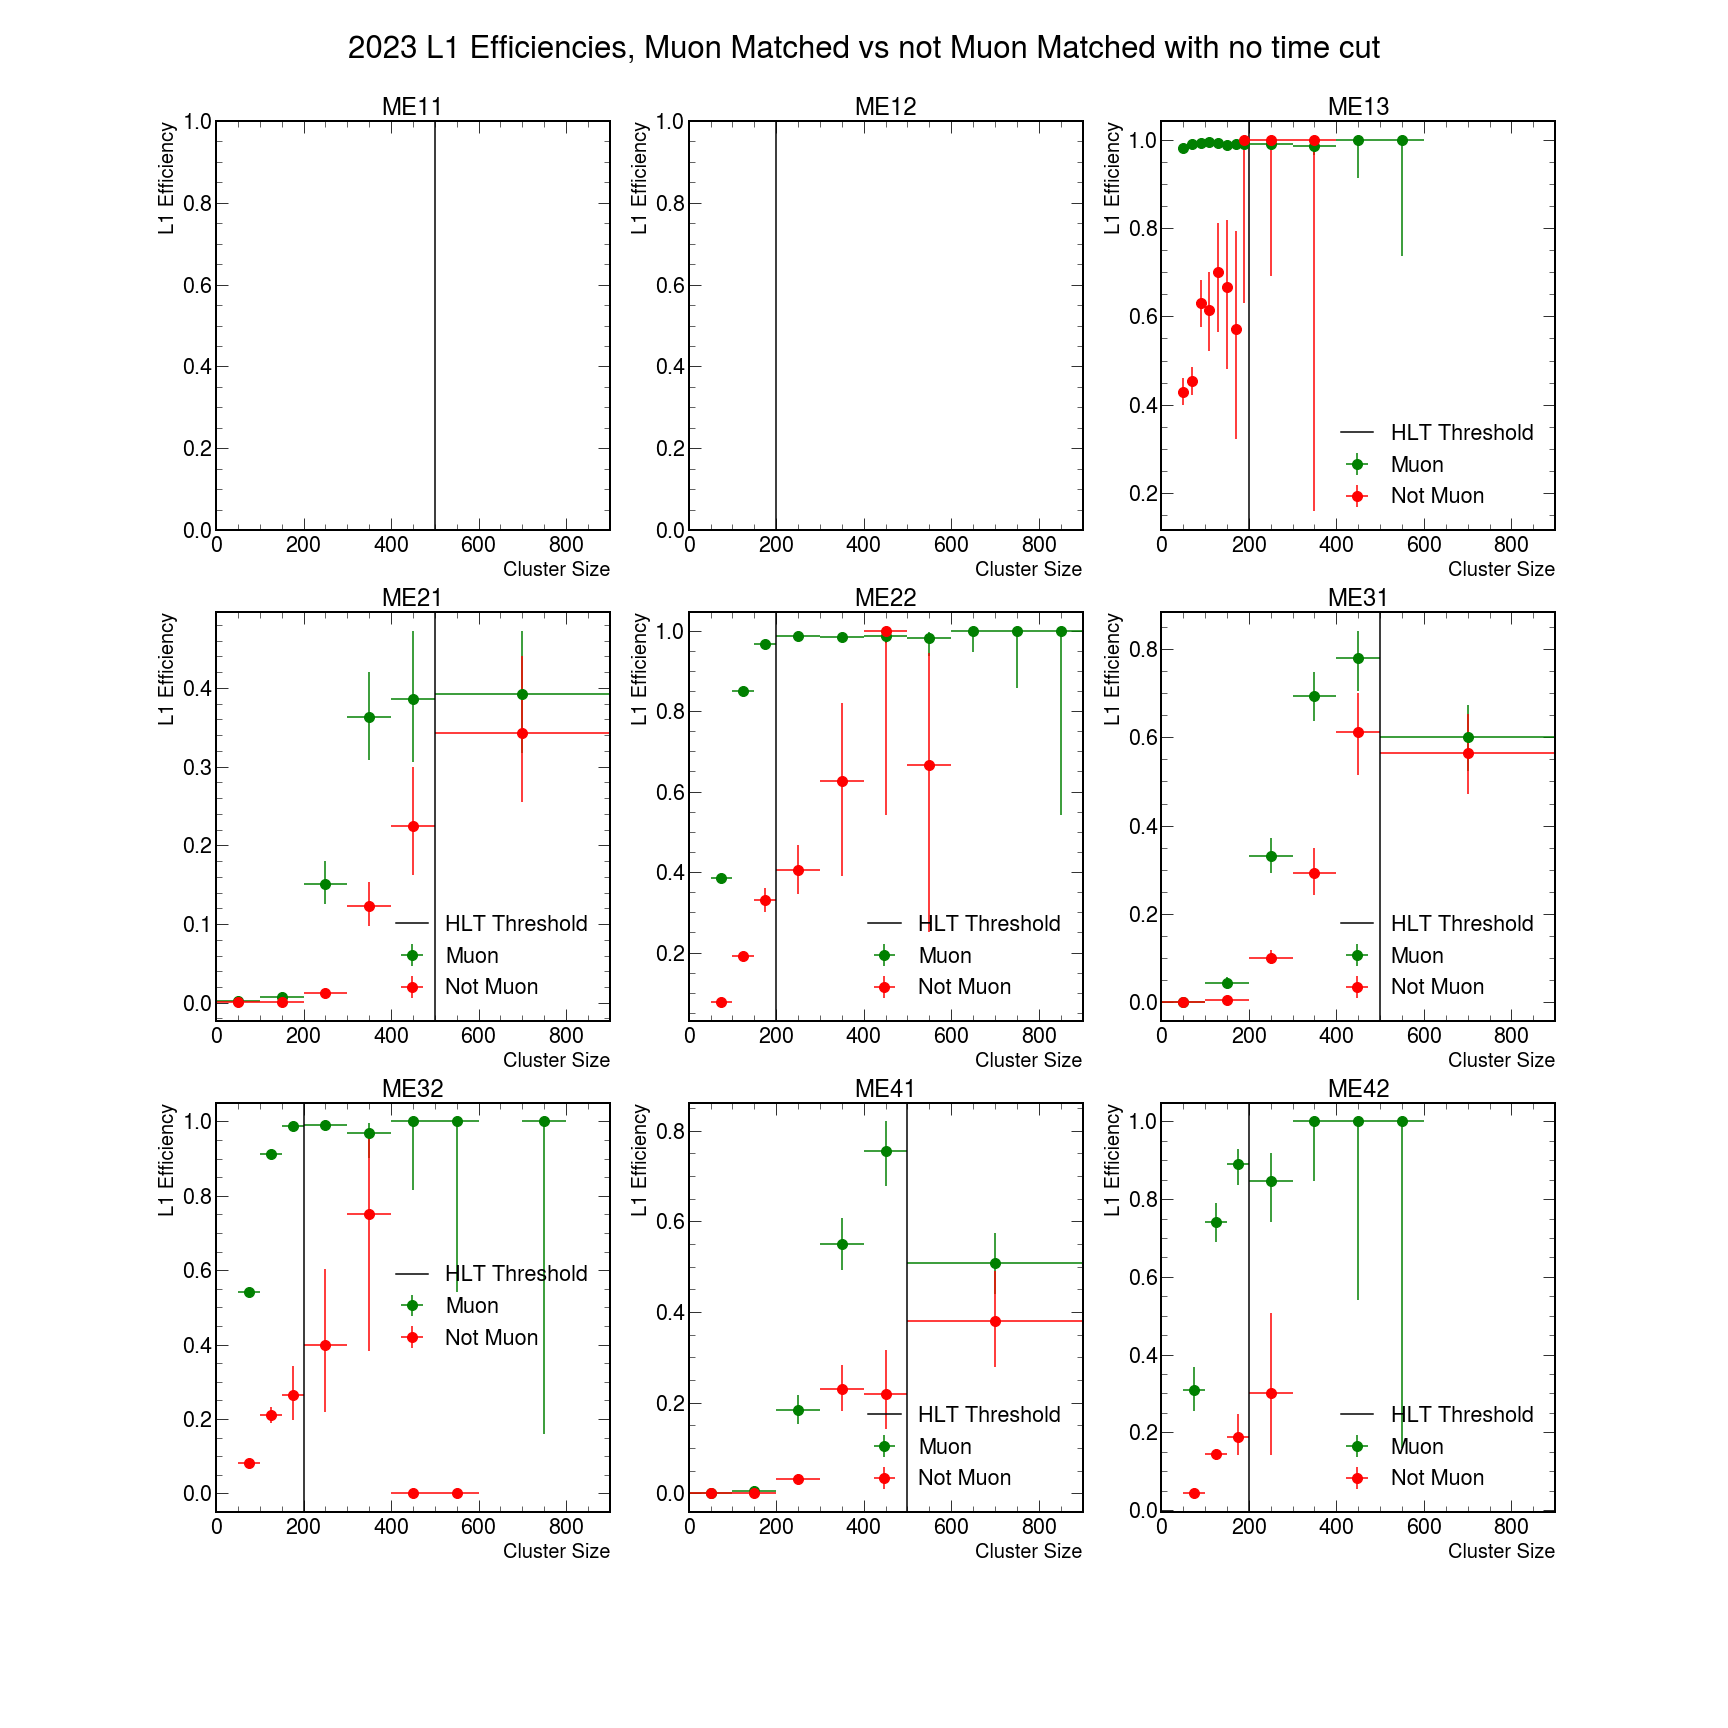 2023 L1 Efficiencies, Muon Matched vs not Muon Matched with no time cut
ME11
L1 Efficiency
1.0
0.8
0.6
0.4
0.2
0.0
0 200 400 600 800
Cluster Size
ME12
L1 Efficiency
1.0
0.8
0.6
0.4
0.2
0.0
0 200 400 600 800
Cluster Size
ME13
L1 Efficiency
1.0
0.8
0.6
0.4
0.2
HLT Threshold
Muon
Not Muon
0 200 400 600 800
Cluster Size
ME21
L1 Efficiency
0.4
0.3
0.2
0.1
0.0
HLT Threshold
Muon
Not Muon
0 200 400 600 800
Cluster Size
ME22
L1 Efficiency
1.0
0.8
0.6
0.4
0.2
HLT Threshold
Muon
Not Muon
0 200 400 600 800
Cluster Size
ME31
L1 Efficiency
0.8
0.6
0.4
0.2
0.0
HLT Threshold
Muon
Not Muon
0 200 400 600 800
Cluster Size
ME32
L1 Efficiency
1.0
0.8
0.6
0.4
0.2
0.0
HLT Threshold
Muon
Not Muon
0 200 400 600 800
Cluster Size
ME41
L1 Efficiency
0.8
0.6
0.4
0.2
0.0
HLT Threshold
Muon
Not Muon
0 200 400 600 800
Cluster Size
ME42
L1 Efficiency
1.0
0.8
0.6
0.4
0.2
0.0
HLT Threshold
Muon
Not Muon
0 200 400 600 800
Cluster Size